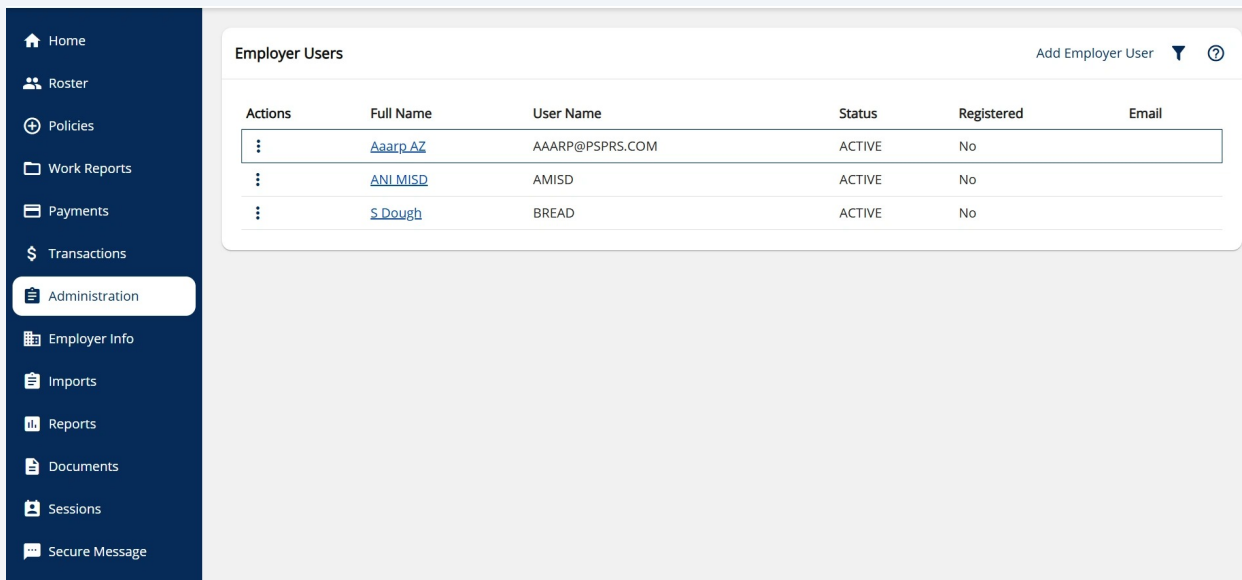 Home
Roster
Policies
Work Reports
Payments
Transactions
Administration
Employer Info
Imports
Reports
Documents
Sessions
Secure Message
Employer Users
Add Employer User
Actions Full Name User Name Status Registered Email
Aaarp AZ AAARP@PSPRS.COM ACTIVE No
ANI MISD AMISD ACTIVE No
S Dough BREAD ACTIVE No